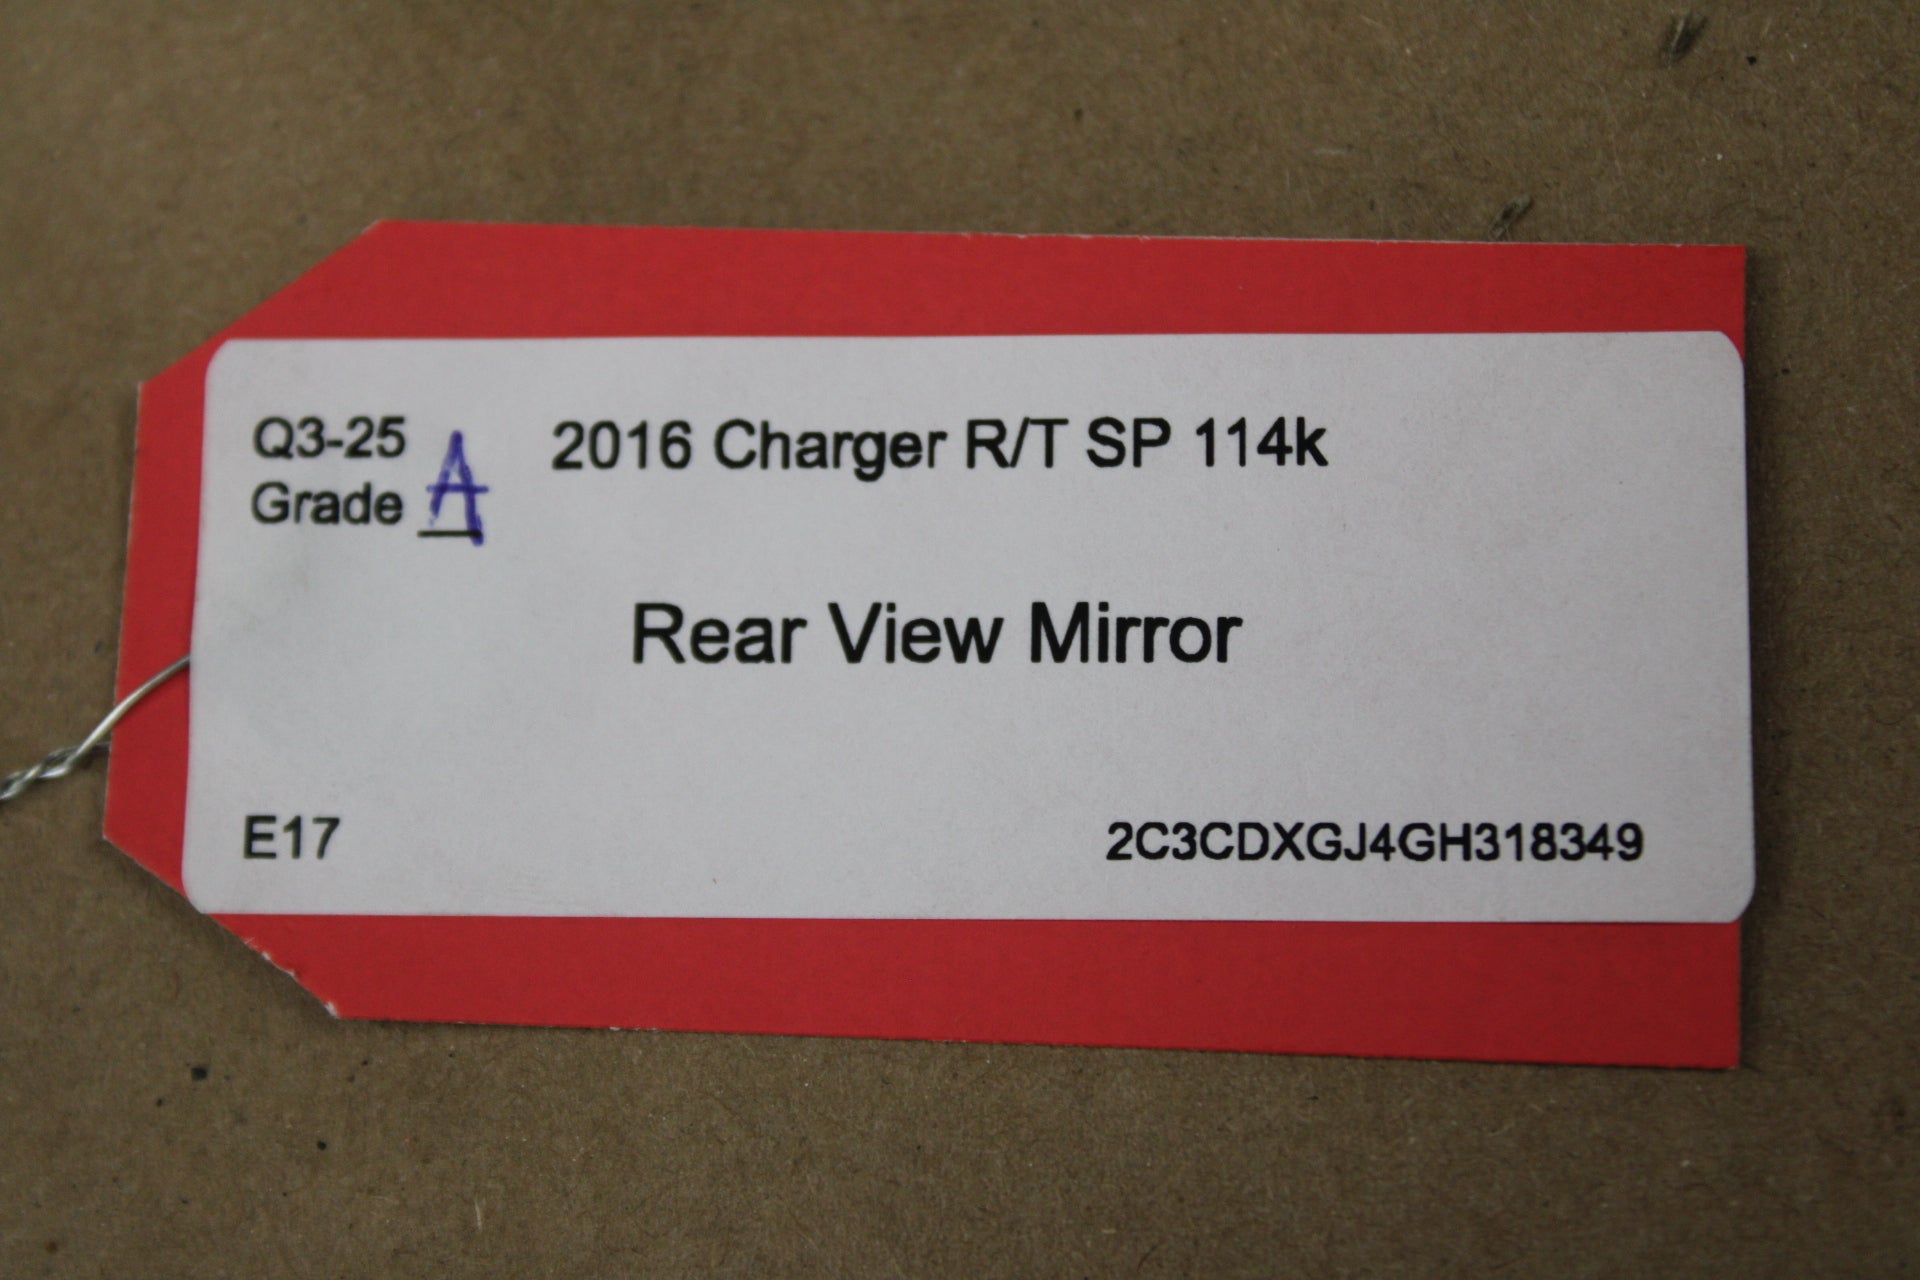 Q3-25
Grade A
2016 Charger R/T SP 114k
Rear View Mirror
E17
2C3CDXGJ4GH318349